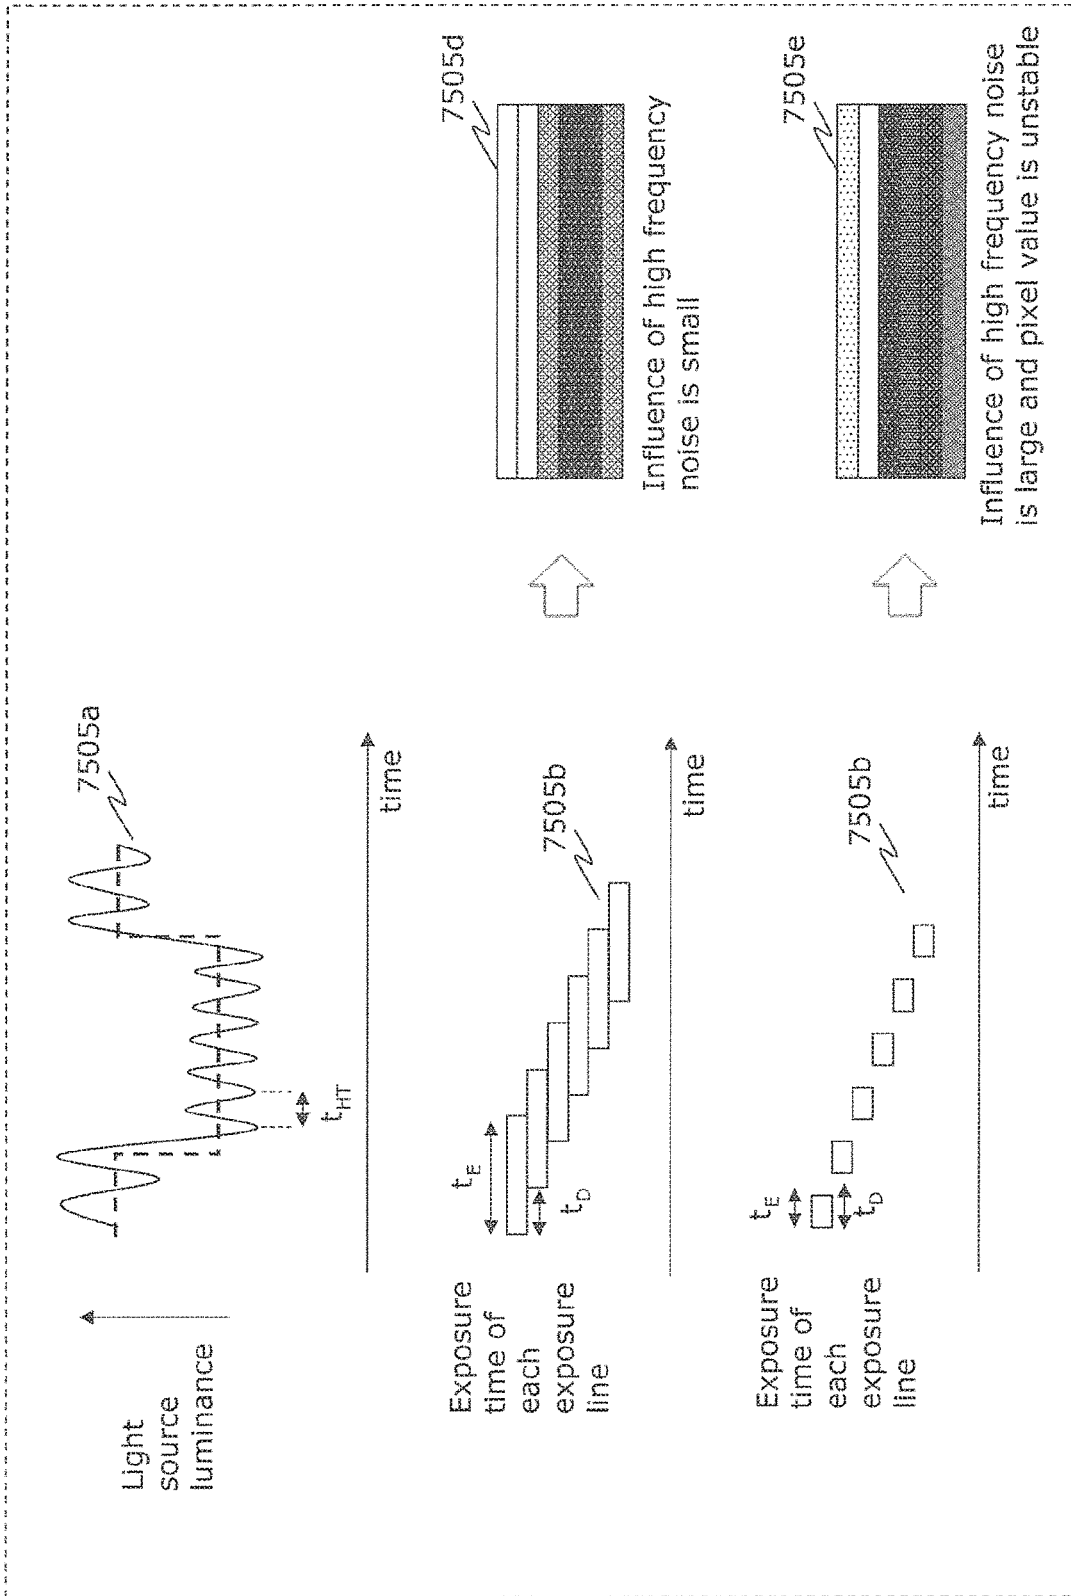 Light
source
luminance
7505a
t_HT
time
Exposure
time of
each
exposure
line
t_E
t_D
7505b
time
7505d
Influence of high frequency
noise is small
Exposure
time of
each
exposure
line
t_E
t_D
7505b
time
7505e
Influence of high frequency noise
is large and pixel value is unstable